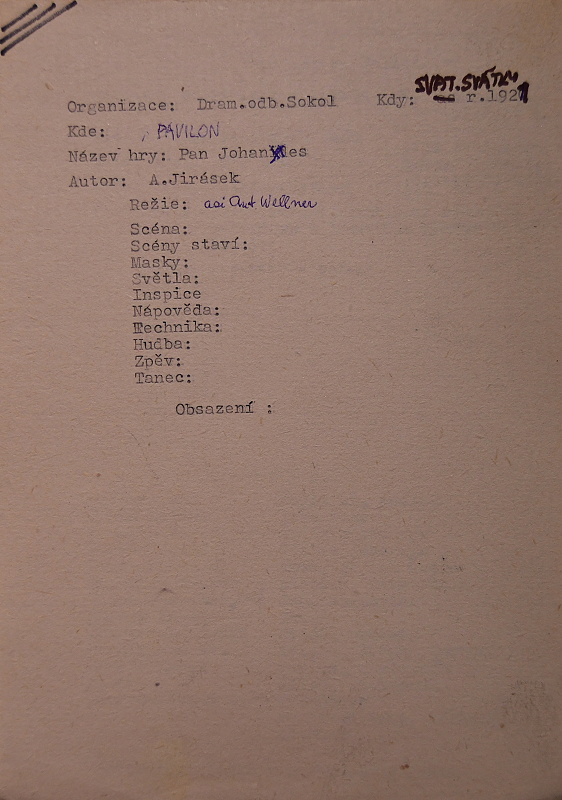 SVAT. SVÁTKY
Organizace: Dram.odb.Sokol Kdy: r.1921
Kde: PAVILON
Název hry: Pan Johanes
Autor: A.Jirásek
Režie: asi Ant Wellner
Scéna:
Scény staví:
Masky:
Světla:
Inspice
Nápověda:
Technika:
Hudba:
Zpěv:
Tanec:
Obsazení :